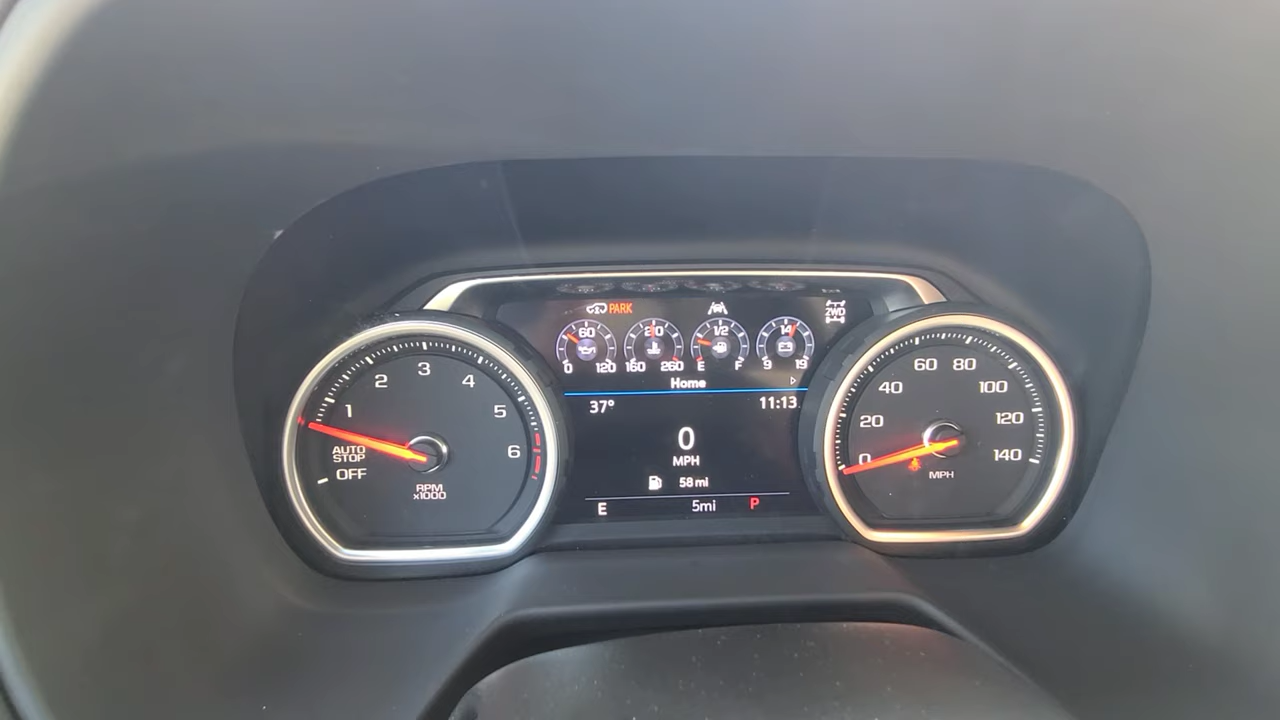 PARK
2WD
60
0 120
210
160 260
1/2
E F
14
9 19
Home
37° 11:13
0
MPH
58 mi
E 5mi P
AUTO
STOP
OFF
1
2
3
4
5
6
RPM
x1000
0
20
40
60
80
100
120
140
MPH